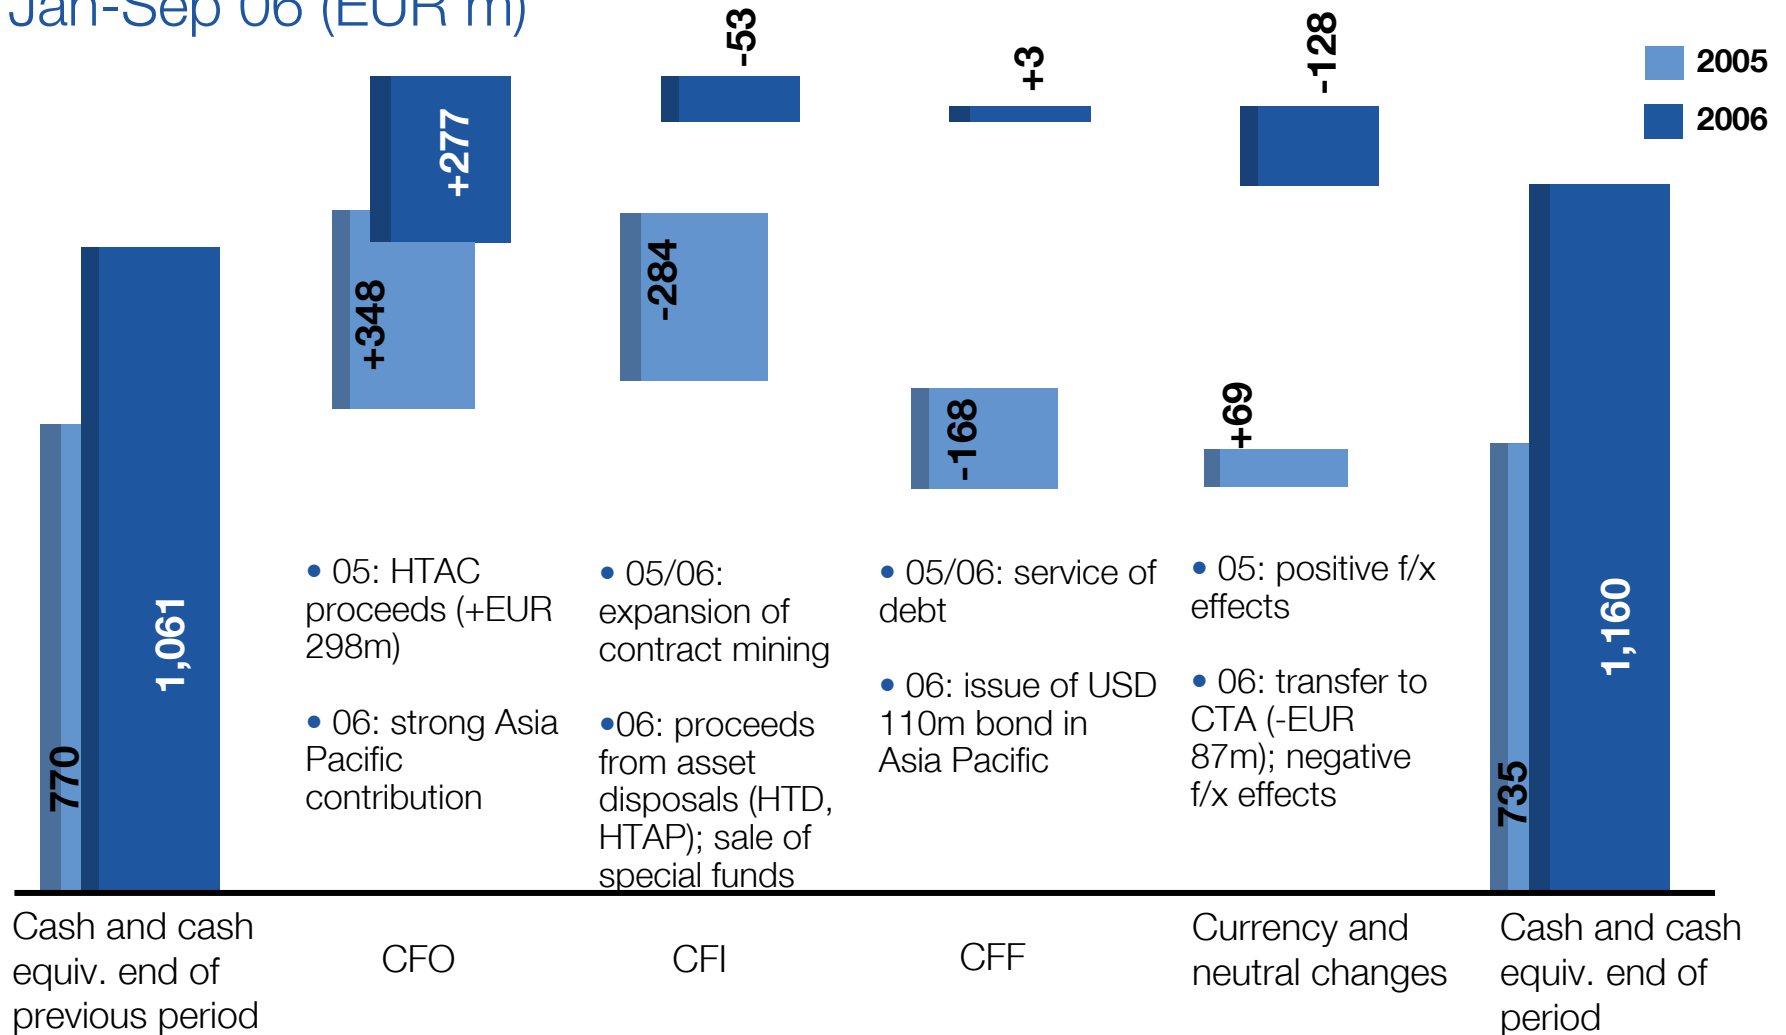 Jan-Sep 06 (EUR m)
2005
2006
-53
+3
-128
+277
+348
-284
-168
+69
770
1,061
735
1,160
• 05: HTAC
proceeds (+EUR
298m)
• 06: strong Asia
Pacific
contribution
• 05/06:
expansion of
contract mining
•06: proceeds
from asset
disposals (HTD,
HTAP); sale of
special funds
• 05/06: service of
debt
• 06: issue of USD
110m bond in
Asia Pacific
• 05: positive f/x
effects
• 06: transfer to
CTA (-EUR
87m); negative
f/x effects
Cash and cash
equiv. end of
previous period
CFO
CFI
CFF
Currency and
neutral changes
Cash and cash
equiv. end of
period